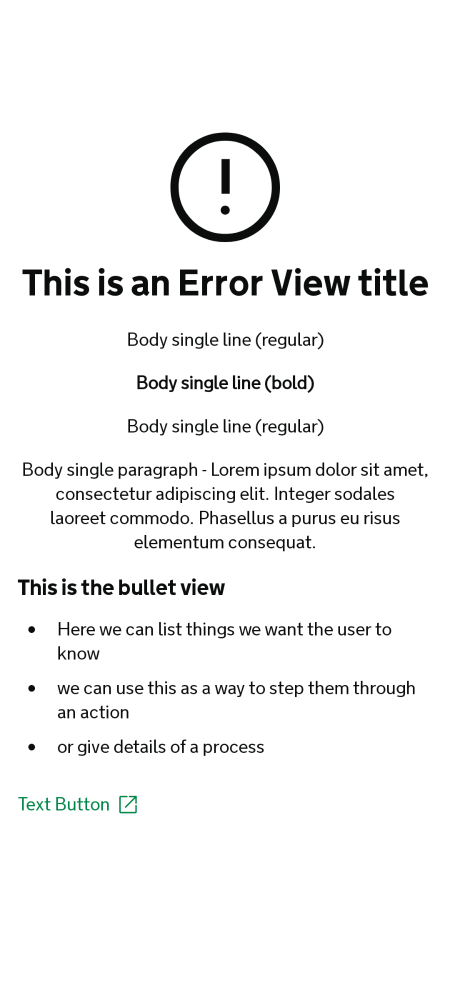 This is an Error View title
Body single line (regular)
Body single line (bold)
Body single line (regular)
Body single paragraph - Lorem ipsum dolor sit amet,
consectetur adipiscing elit. Integer sodales
laoreet commodo. Phasellus a purus eu risus
elementum consequat.
This is the bullet view
• Here we can list things we want the user to
know
• we can use this as a way to step them through
an action
• or give details of a process
Text Button